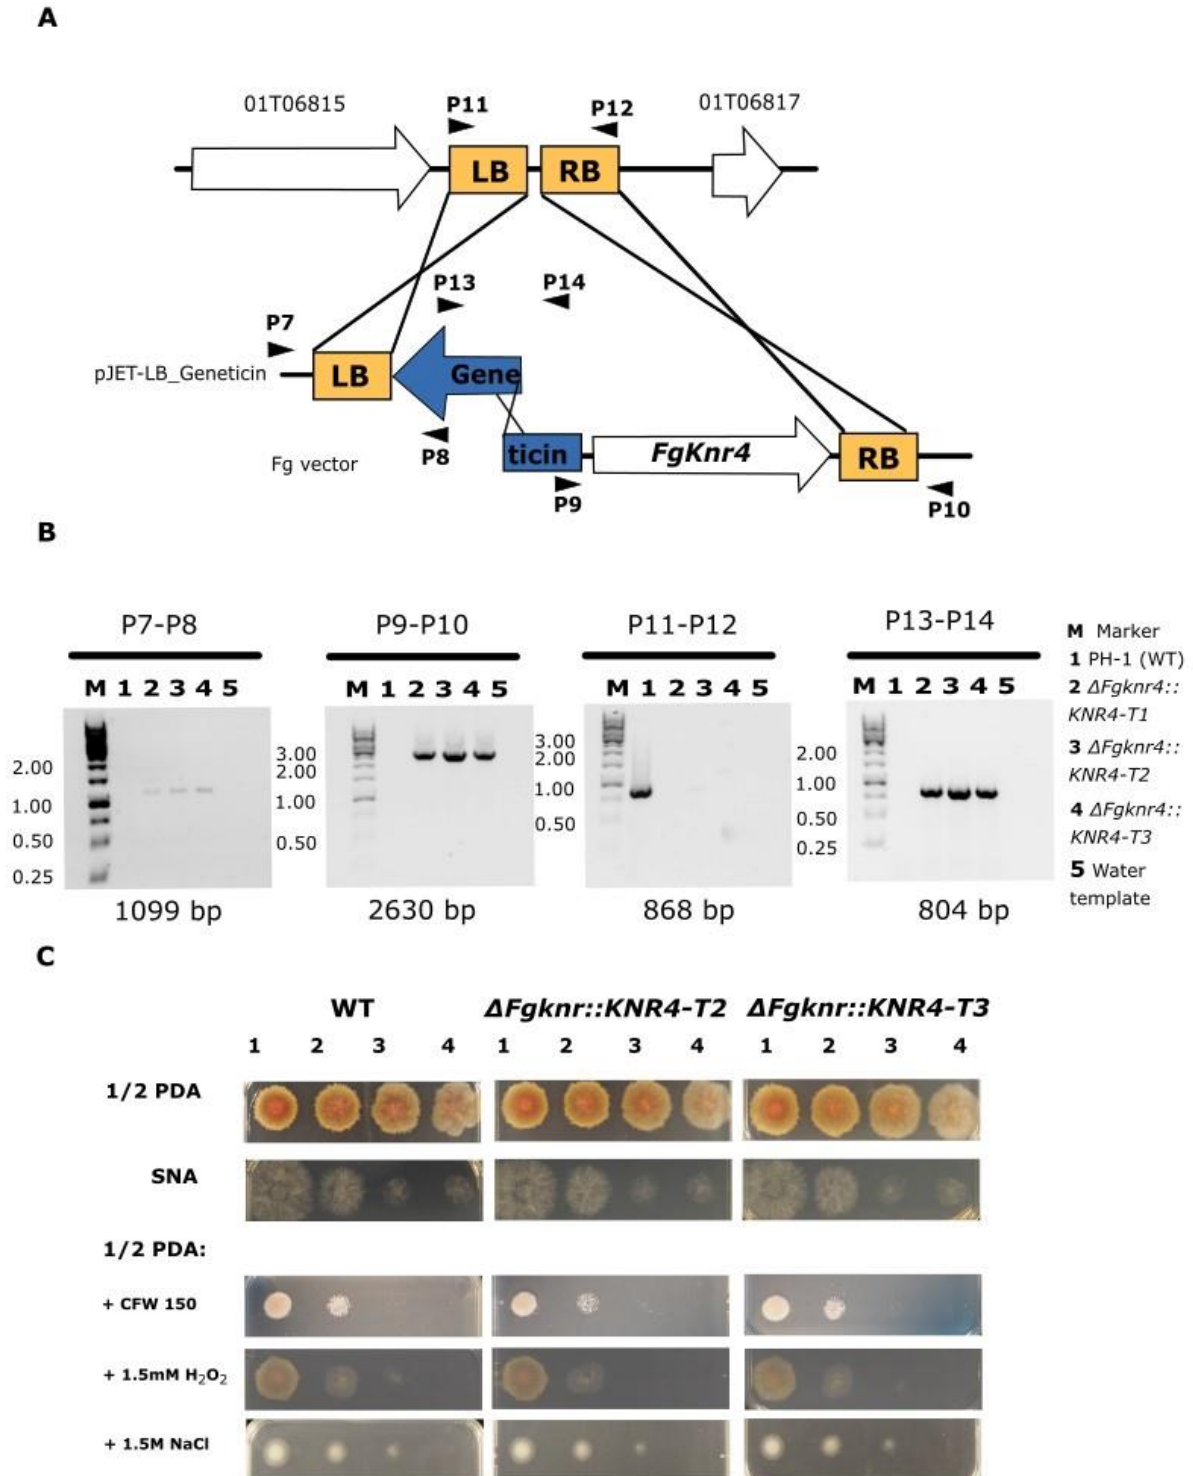 A
01T06815
P11
P12
01T06817
LB
RB
P13
P14
P7
pJET-LB_Geneticin
LB
Gene
P8
Fg vector
ticin
FgKnr4
RB
P9
P10
B
P7-P8
P9-P10
P11-P12
P13-P14
M 1 2 3 4 5
M 1 2 3 4 5
M 1 2 3 4 5
M 1 2 3 4 5
2.00
1.00
0.50
0.25
3.00
2.00
1.00
0.50
3.00
2.00
1.00
0.50
2.00
1.00
0.50
0.25
1099 bp
2630 bp
868 bp
804 bp
M Marker
1 PH-1 (WT)
2 ΔFgknr4::
KNR4-T1
3 ΔFgknr4::
KNR4-T2
4 ΔFgknr4::
KNR4-T3
5 Water
template
C
WT
ΔFgknr::KNR4-T2
ΔFgknr::KNR4-T3
1 2 3 4
1 2 3 4
1 2 3 4
1/2 PDA
SNA
1/2 PDA:
+ CFW 150
+ 1.5mM H₂O₂
+ 1.5M NaCl